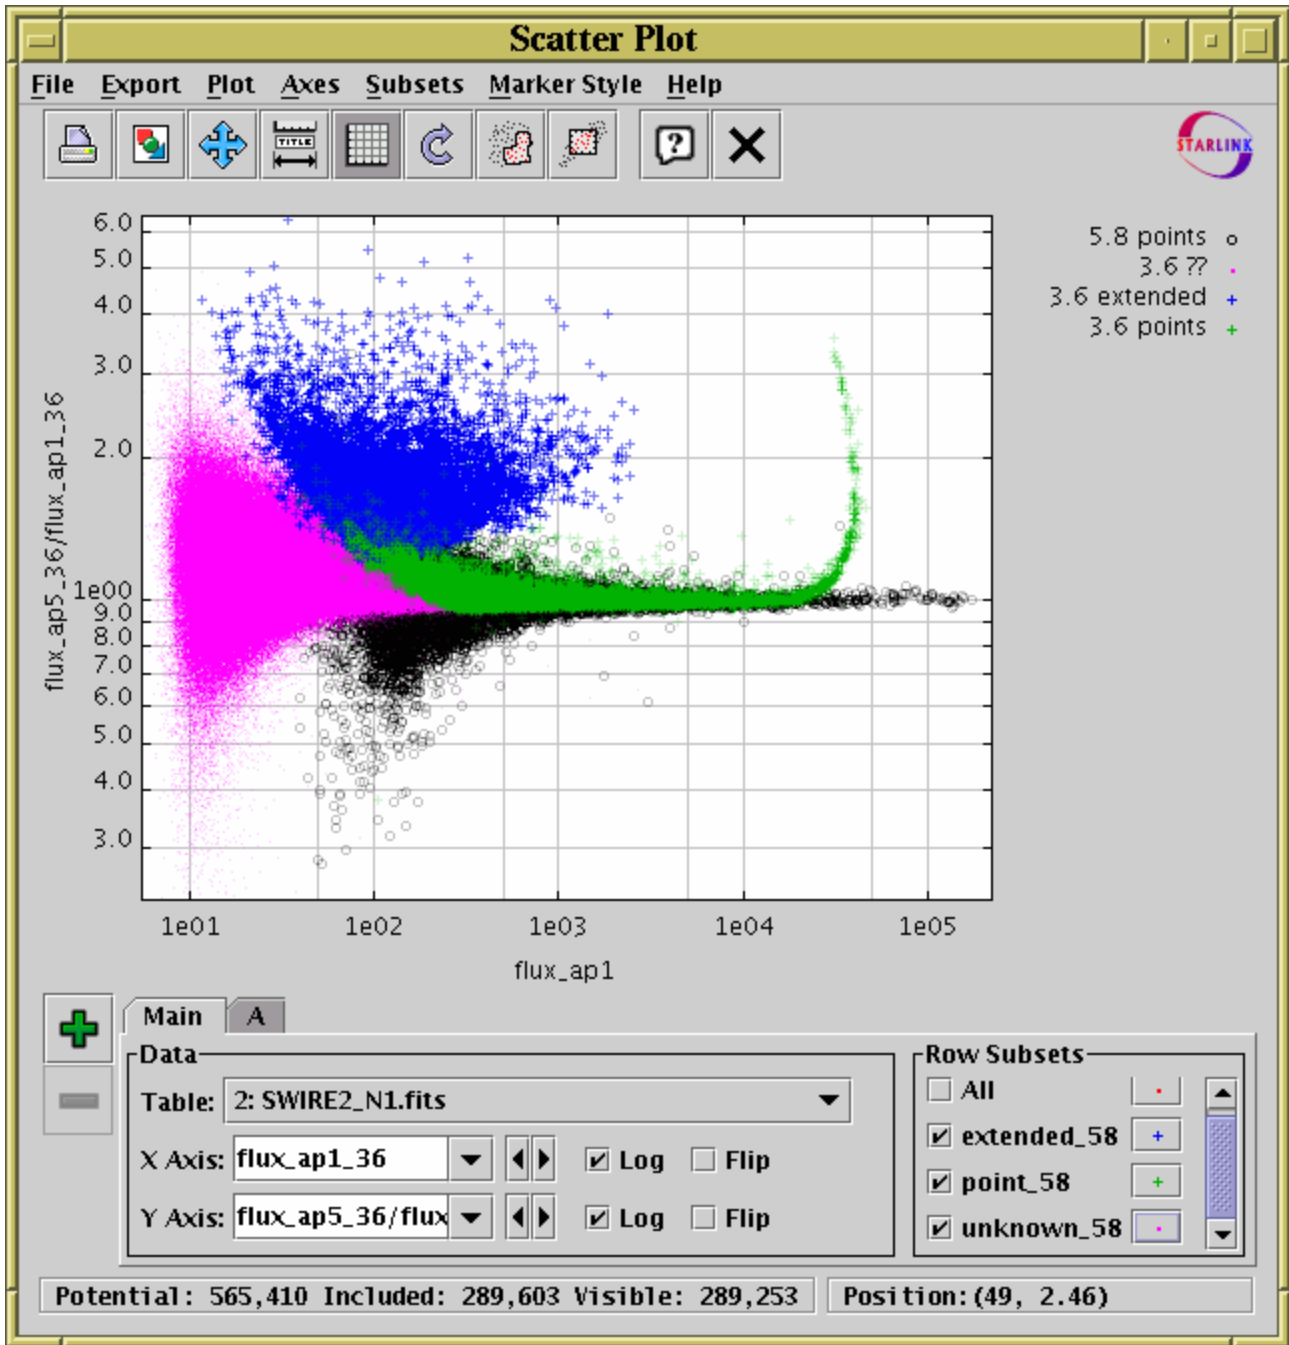 Scatter Plot
File Export Plot Axes Subsets Marker Style Help
TITLE
?
STARLINK
6.0
5.0
4.0
3.0
2.0
1e00
9.0
8.0
7.0
6.0
5.0
4.0
3.0
flux_ap5_36/flux_ap1_36
5.8 points
3.6 ??
3.6 extended
3.6 points
1e01 1e02 1e03 1e04 1e05
flux_ap1
Main A
Data
Table: 2: SWIRE2_N1.fits
X Axis: flux_ap1_36 Log Flip
Y Axis: flux_ap5_36/flux Log Flip
Row Subsets
All
extended_58
point_58
unknown_58
Potential: 565,410 Included: 289,603 Visible: 289,253 Position:(49, 2.46)